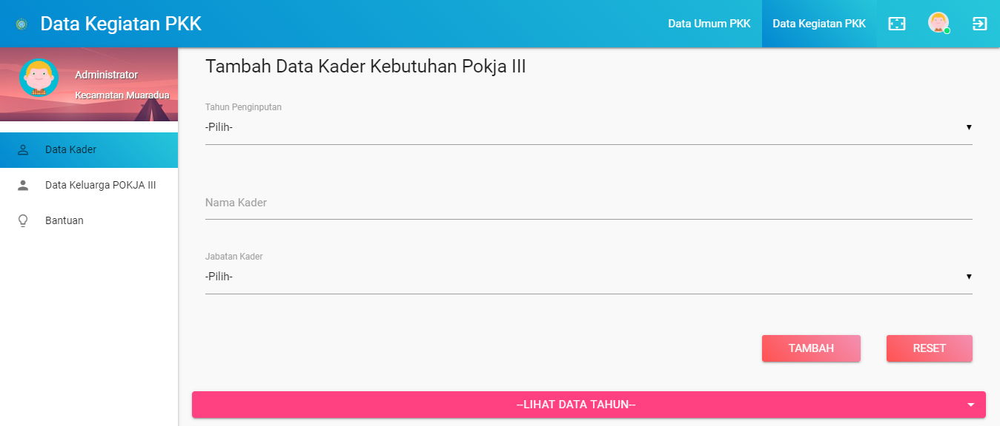 Data Kegiatan PKK
Data Umum PKK
Data Kegiatan PKK
Administrator
Kecamatan Muaradua
Data Kader
Data Keluarga POKJA III
Bantuan
Tambah Data Kader Kebutuhan Pokja III
Tahun Penginputan
-Pilih-
Nama Kader
Jabatan Kader
-Pilih-
TAMBAH
RESET
--LIHAT DATA TAHUN--